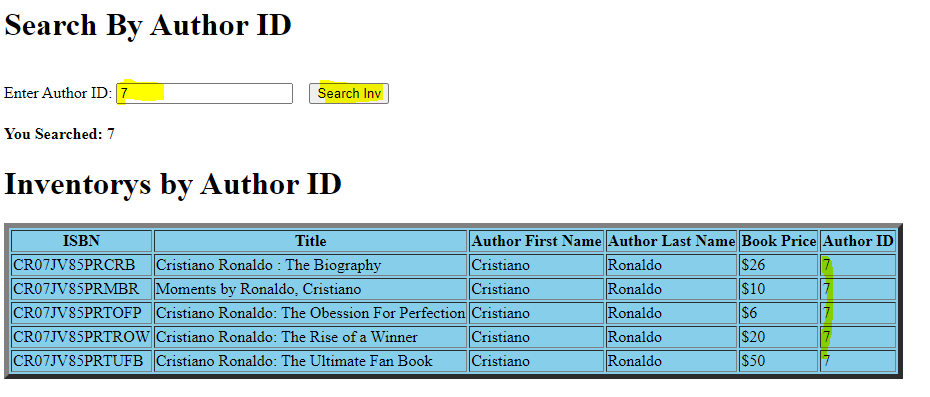 Search By Author ID
Enter Author ID: 7 Search Inv
You Searched: 7
Inventorys by Author ID
ISBN Title Author First Name Author Last Name Book Price Author ID
CR07JV85PRCRB Cristiano Ronaldo : The Biography Cristiano Ronaldo $26 7
CR07JV85PRMBR Moments by Ronaldo, Cristiano Cristiano Ronaldo $10 7
CR07JV85PRTOFP Cristiano Ronaldo: The Obession For Perfection Cristiano Ronaldo $6 7
CR07JV85PRTROW Cristiano Ronaldo: The Rise of a Winner Cristiano Ronaldo $20 7
CR07JV85PRTUFB Cristiano Ronaldo: The Ultimate Fan Book Cristiano Ronaldo $50 7